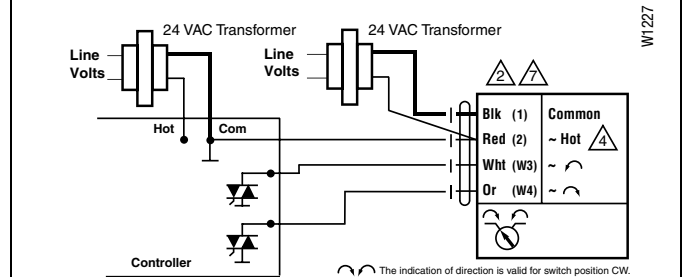 24 VAC Transformer
24 VAC Transformer
W1227
Line
Volts
Line
Volts
2 7
Hot
Com
Blk (1) Common
Red (2) ~ Hot 4
Wht (W3) ~
Or (W4) ~
Controller
The indication of direction is valid for switch position CW.